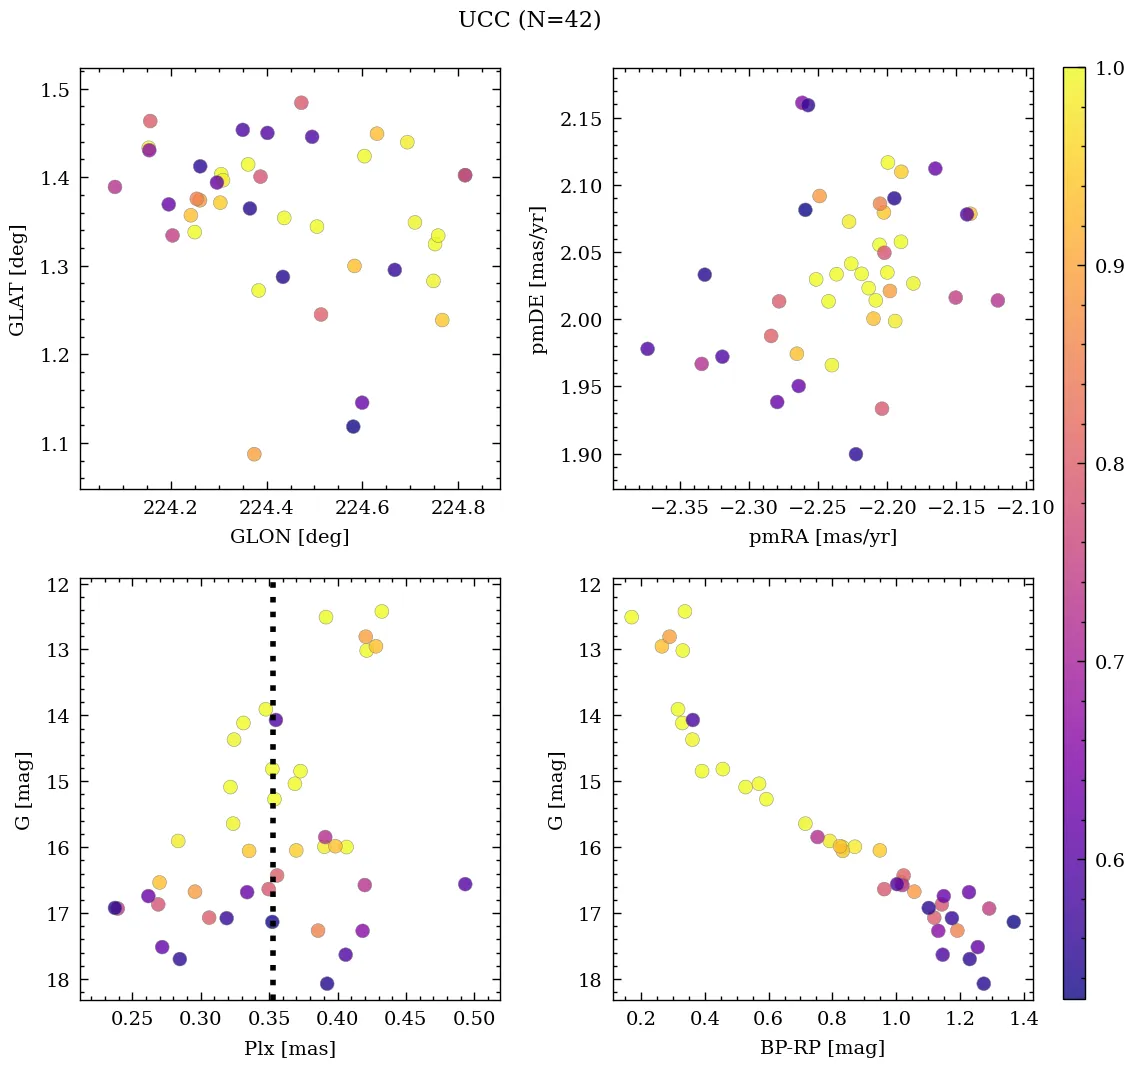 UCC (N=42)
1.5
1.4
1.3
1.2
1.1
GLAT [deg]
224.2 224.4 224.6 224.8
GLON [deg]
2.15
2.10
2.05
2.00
1.95
1.90
pmDE [mas/yr]
−2.35 −2.30 −2.25 −2.20 −2.15 −2.10
pmRA [mas/yr]
12
13
14
15
16
17
18
G [mag]
0.25 0.30 0.35 0.40 0.45 0.50
Plx [mas]
12
13
14
15
16
17
18
G [mag]
0.2 0.4 0.6 0.8 1.0 1.2 1.4
BP-RP [mag]
1.0
0.9
0.8
0.7
0.6